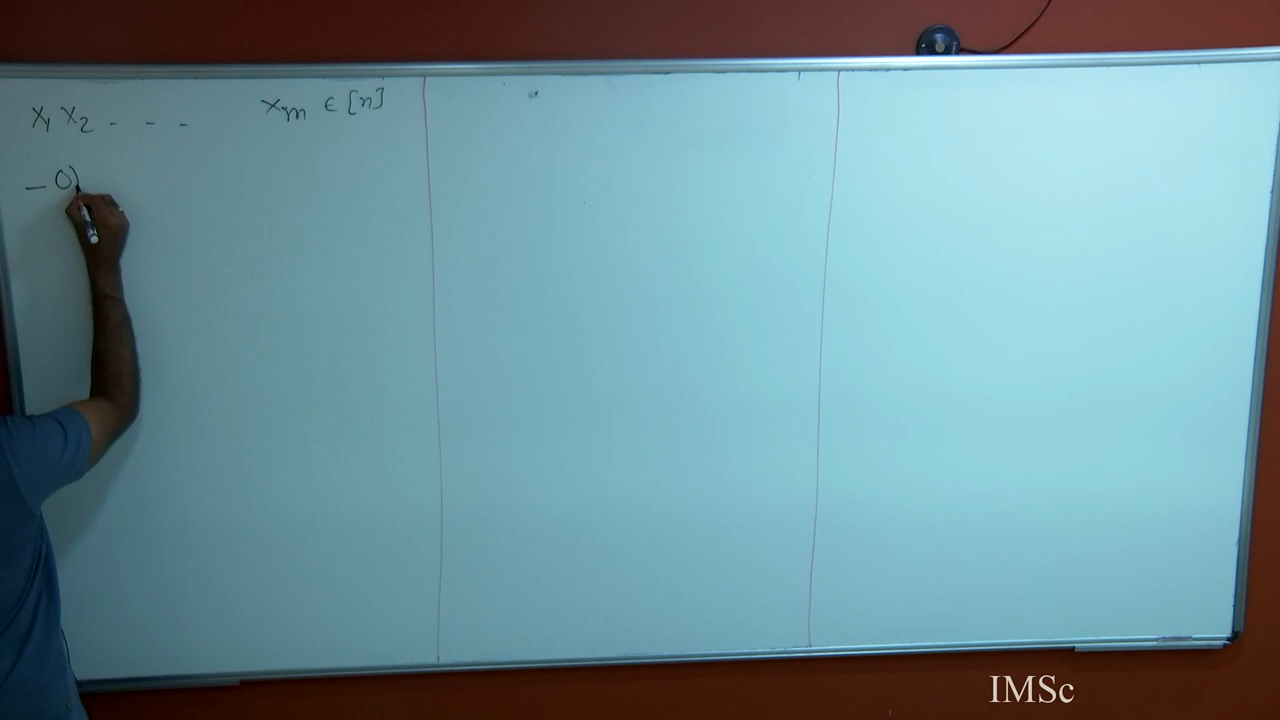 x₁ x₂ - - - xₘ ∈ [n]
– O
IMSc